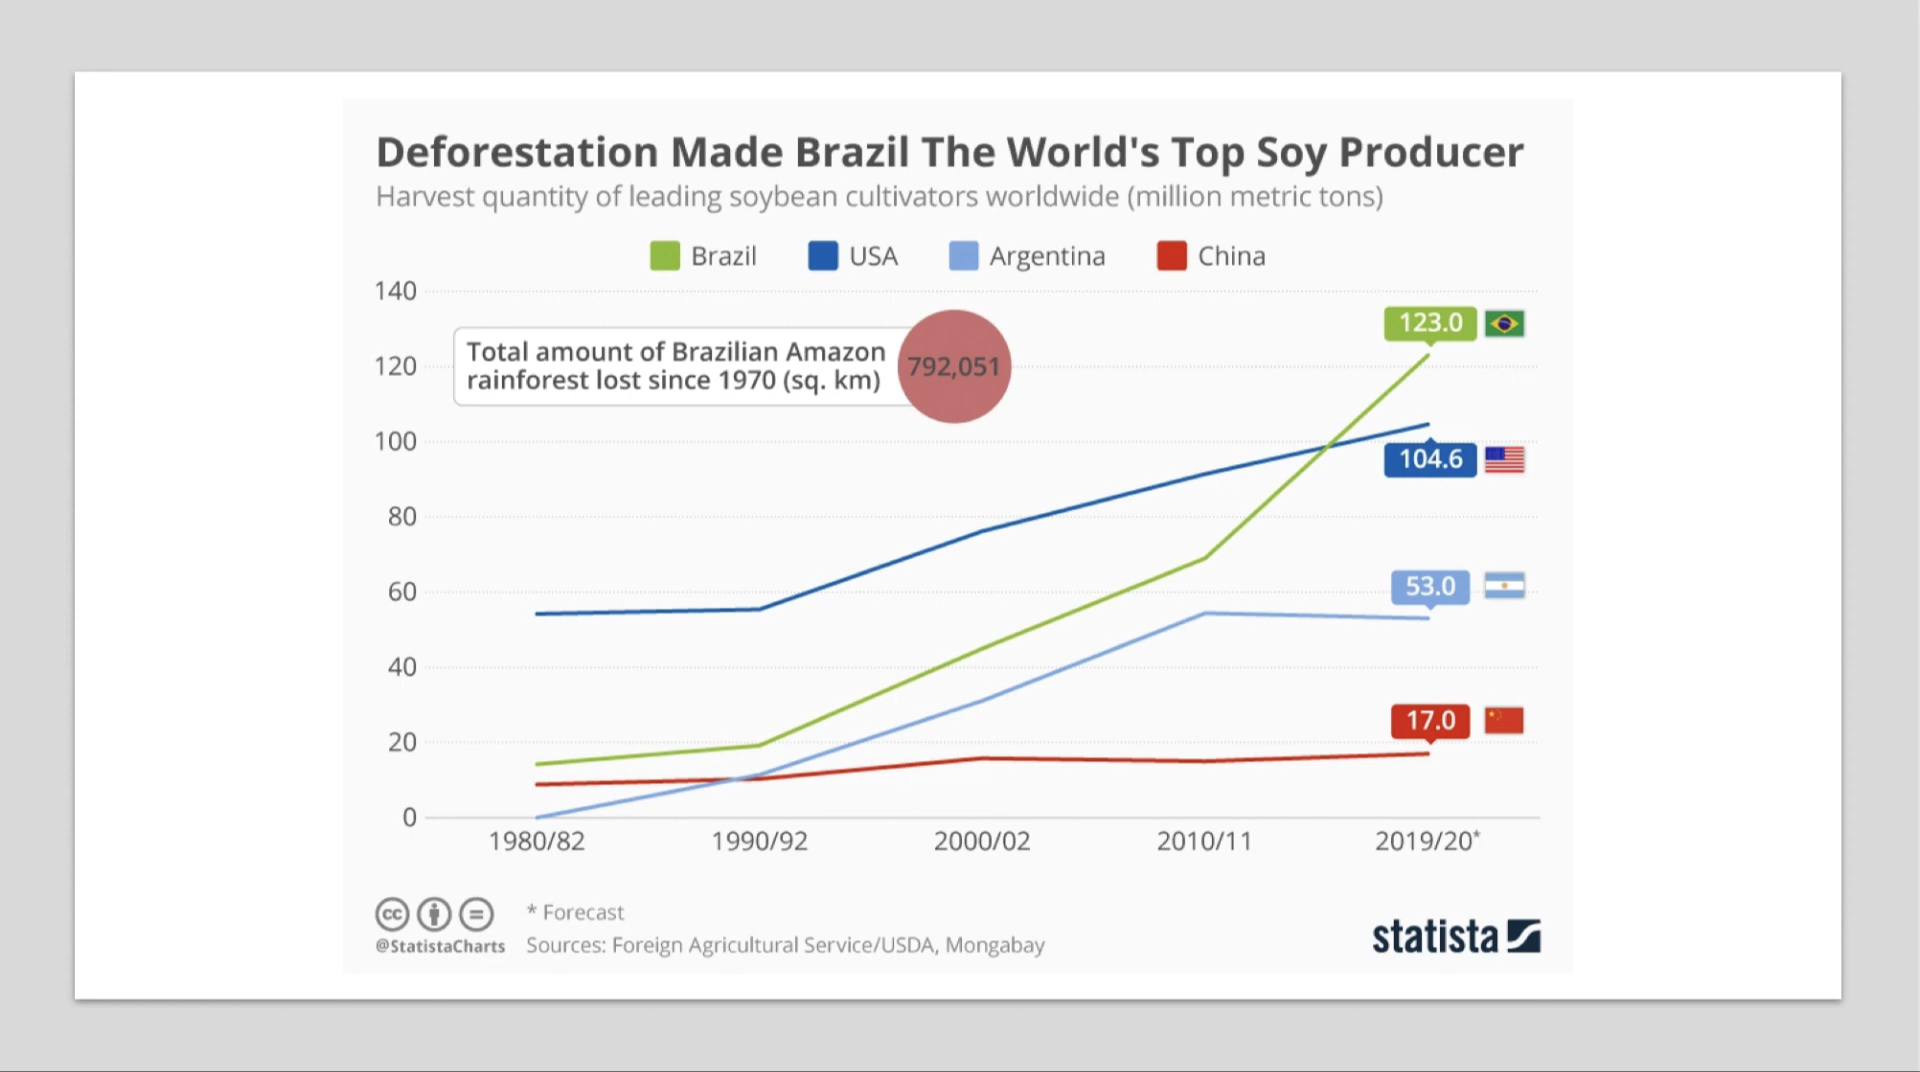 Deforestation Made Brazil The World's Top Soy Producer
Harvest quantity of leading soybean cultivators worldwide (million metric tons)
Brazil USA Argentina China
140
120
100
80
60
40
20
0
Total amount of Brazilian Amazon
rainforest lost since 1970 (sq. km)
792,051
123.0
104.6
53.0
17.0
1980/82 1990/92 2000/02 2010/11 2019/20*
cc
@StatistaCharts
* Forecast
Sources: Foreign Agricultural Service/USDA, Mongabay
statista